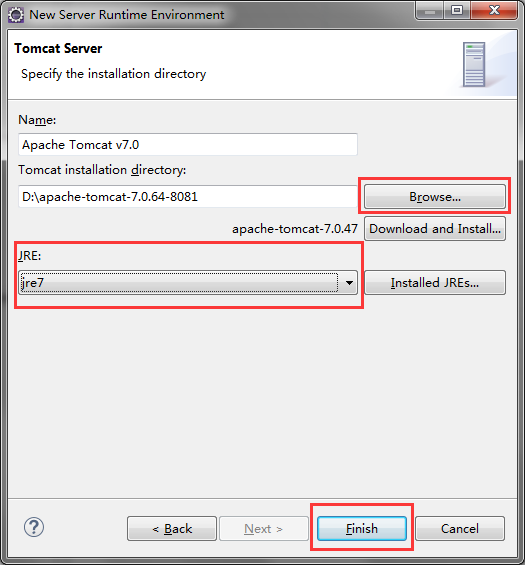 New Server Runtime Environment
Tomcat Server
Specify the installation directory
Name:
Apache Tomcat v7.0
Tomcat installation directory:
D:\apache-tomcat-7.0.64-8081
Browse...
apache-tomcat-7.0.47
Download and Install...
JRE:
jre7
Installed JREs...
?
< Back
Next >
Finish
Cancel